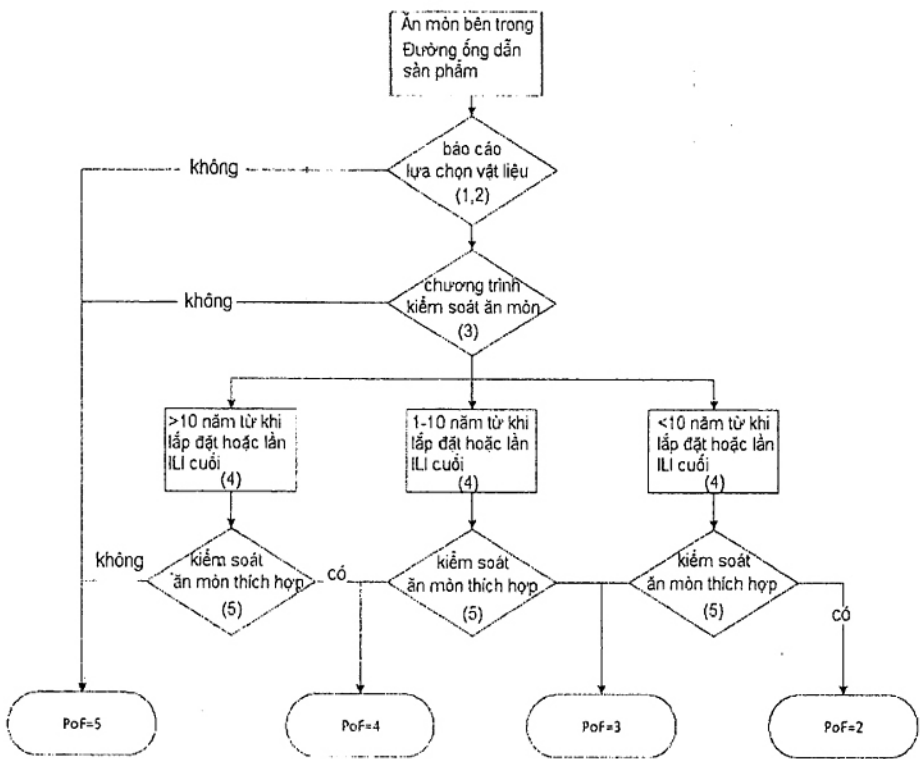 Ăn mòn bên trong
Đường ống dẫn
sản phẩm
báo cáo
lựa chọn vật liệu
(1,2)
không
chương trình
kiểm soát ăn mòn
(3)
không
>10 năm từ khi
lắp đặt hoặc lần
ILI cuối
(4)
1-10 năm từ khi
lắp đặt hoặc lần
ILI cuối
(4)
<10 năm từ khi
lắp đặt hoặc lần
ILI cuối
(4)
không
kiểm soát
ăn mòn thích hợp
(5)
có
kiểm soát
ăn mòn thích hợp
(5)
kiểm soát
ăn mòn thích hợp
(5)
có
PoF=5
PoF=4
PoF=3
PoF=2